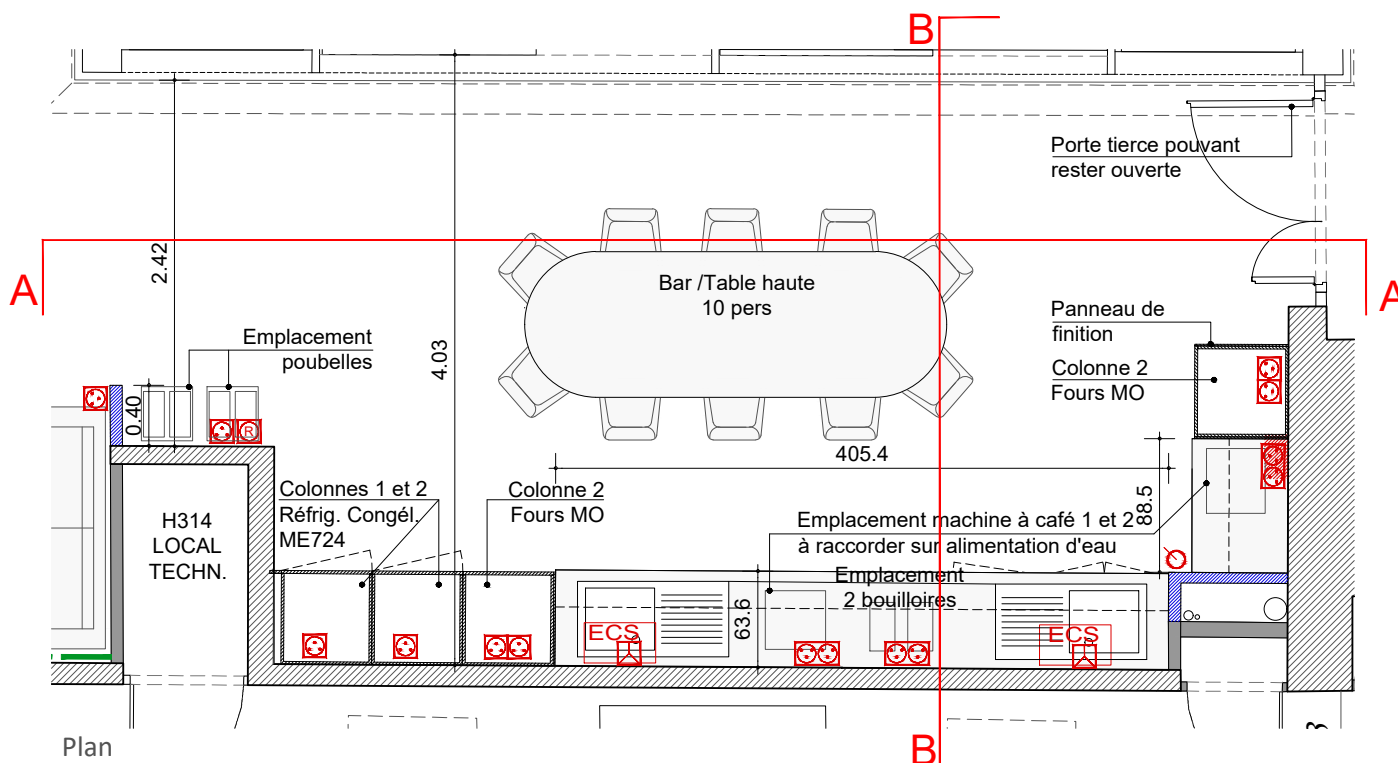 B
Porte tierce pouvant
rester ouverte
2.42
A
A
Bar /Table haute
10 pers
Panneau de
finition
Emplacement
poubelles
4.03
Colonne 2
Fours MO
0.40
R
405.4
Colonnes 1 et 2
Réfrig. Congél.
ME724
Colonne 2
Fours MO
88.5
H314
LOCAL
TECHN.
Emplacement machine à café 1 et 2
à raccorder sur alimentation d'eau
Emplacement
2 bouilloires
63.6
ECS
ECS
B
Plan